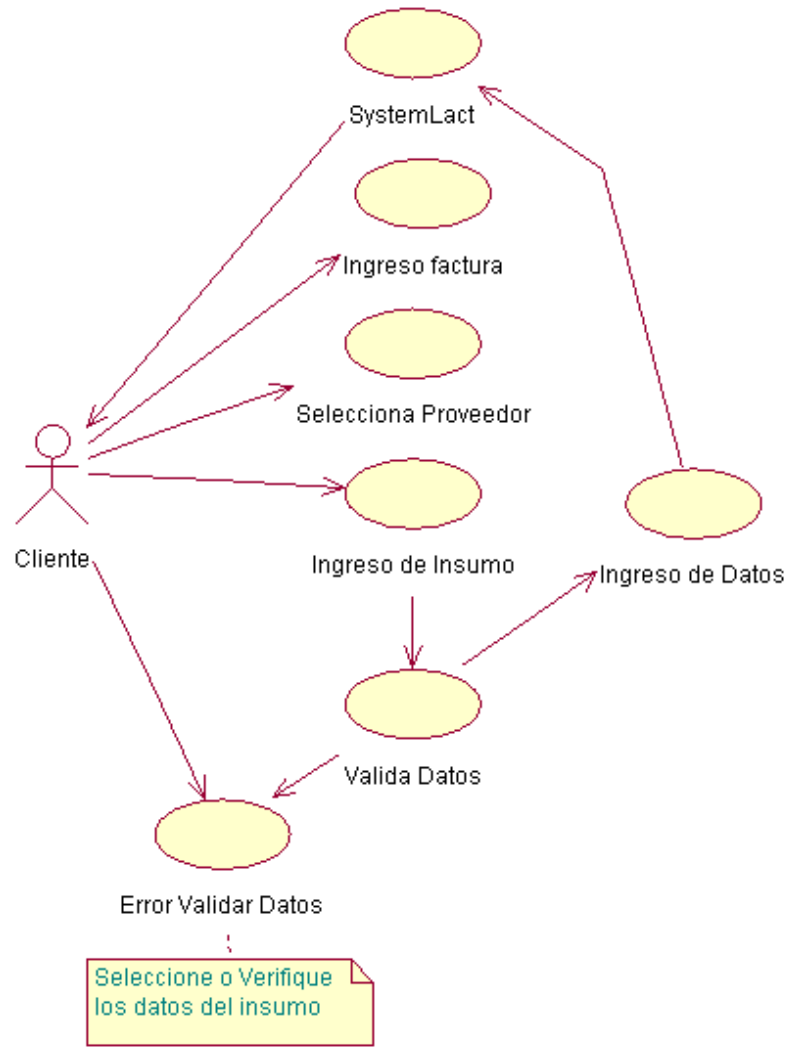 SystemLact
Ingreso factura
Selecciona Proveedor
Cliente
Ingreso de Insumo
Ingreso de Datos
Valida Datos
Error Validar Datos
Seleccione o Verifique
los datos del insumo